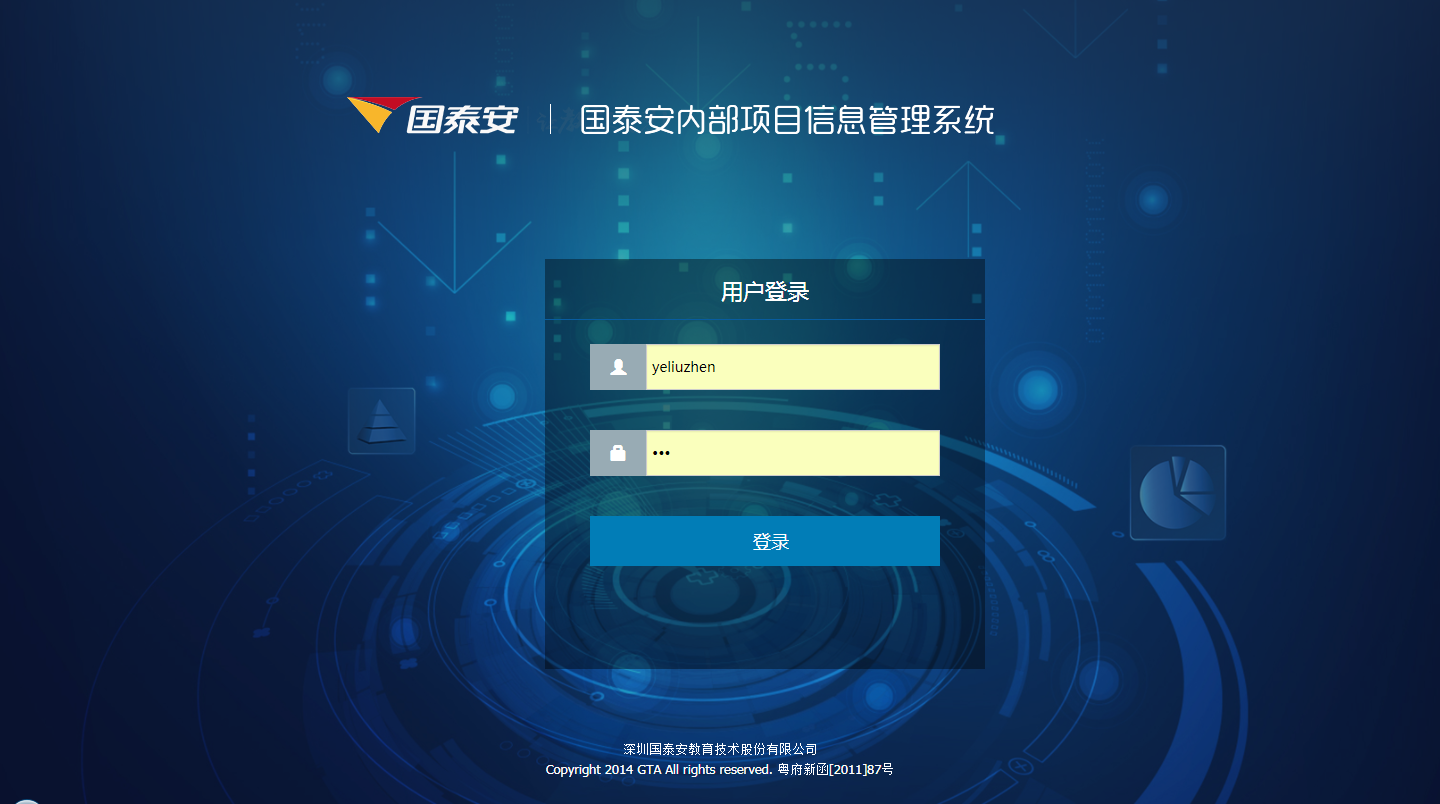 国泰安 国泰安内部项目信息管理系统
用户登录
yeliuzhen
•••
登录
深圳国泰安教育技术股份有限公司
Copyright 2014 GTA All rights reserved. 粤府新函[2011]87号